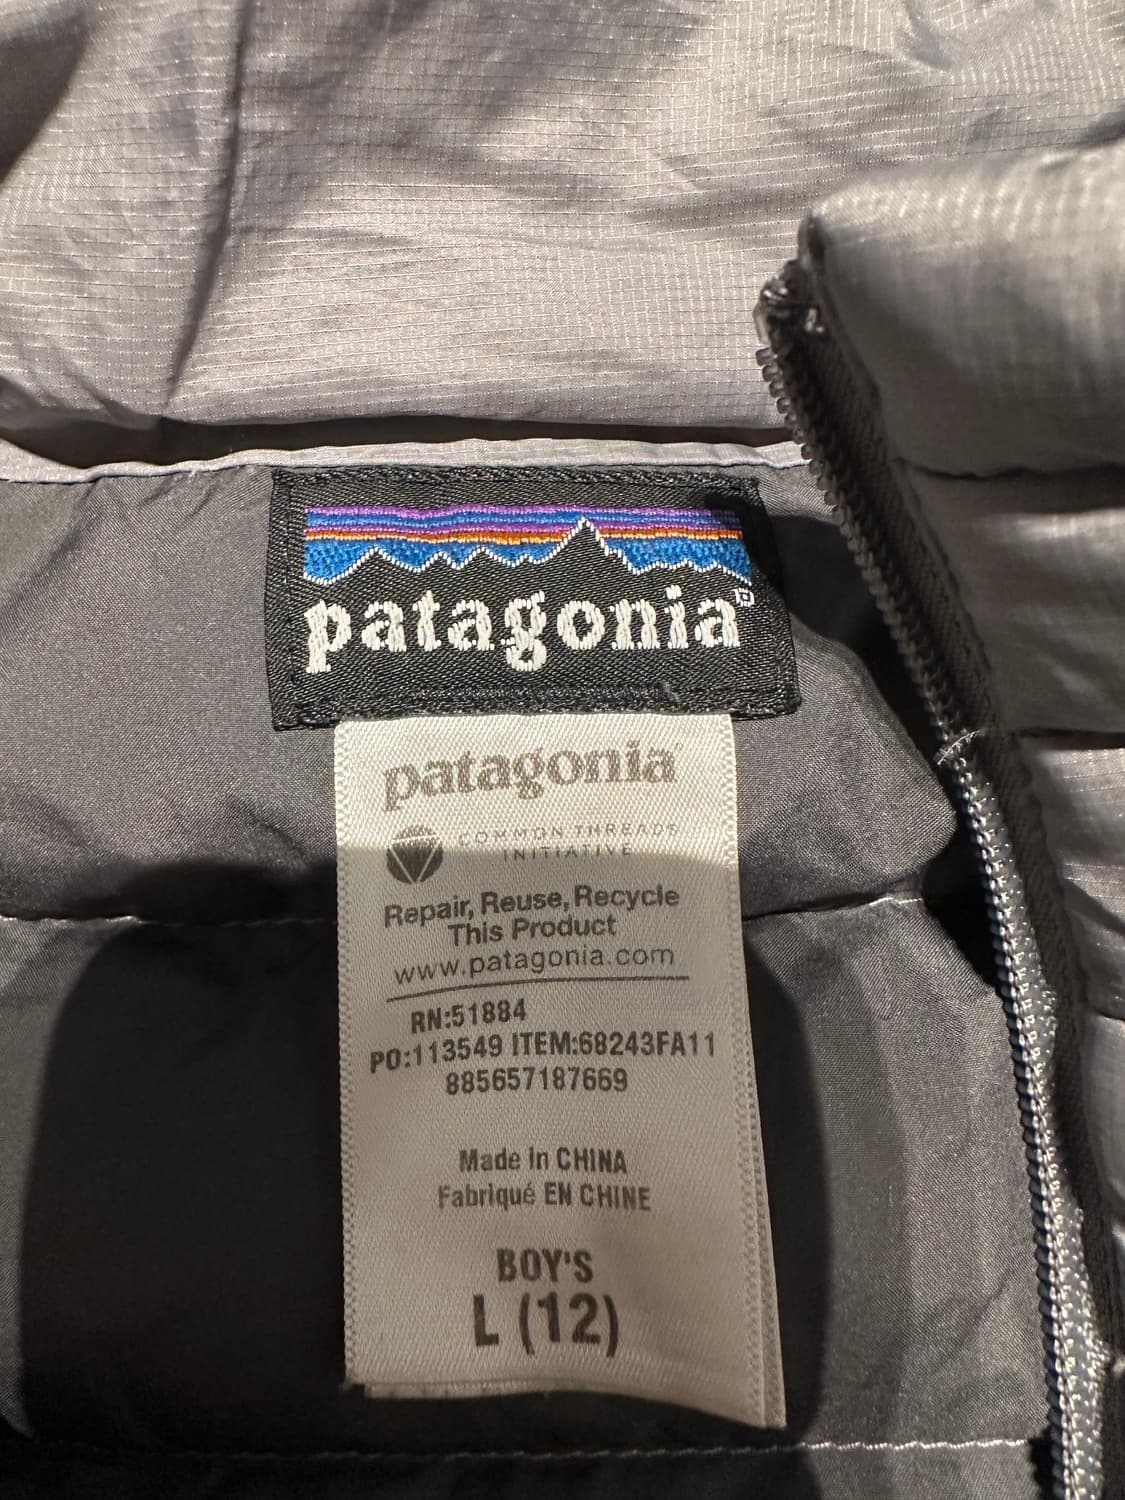 patagonia®
patagonia®
COMMON THREADS
INITIATIVE
Repair, Reuse, Recycle
This Product
www.patagonia.com
RN:51884
PO:113549 ITEM:68243FA11
885657187669
Made in CHINA
Fabriqué EN CHINE
BOY'S
L (12)